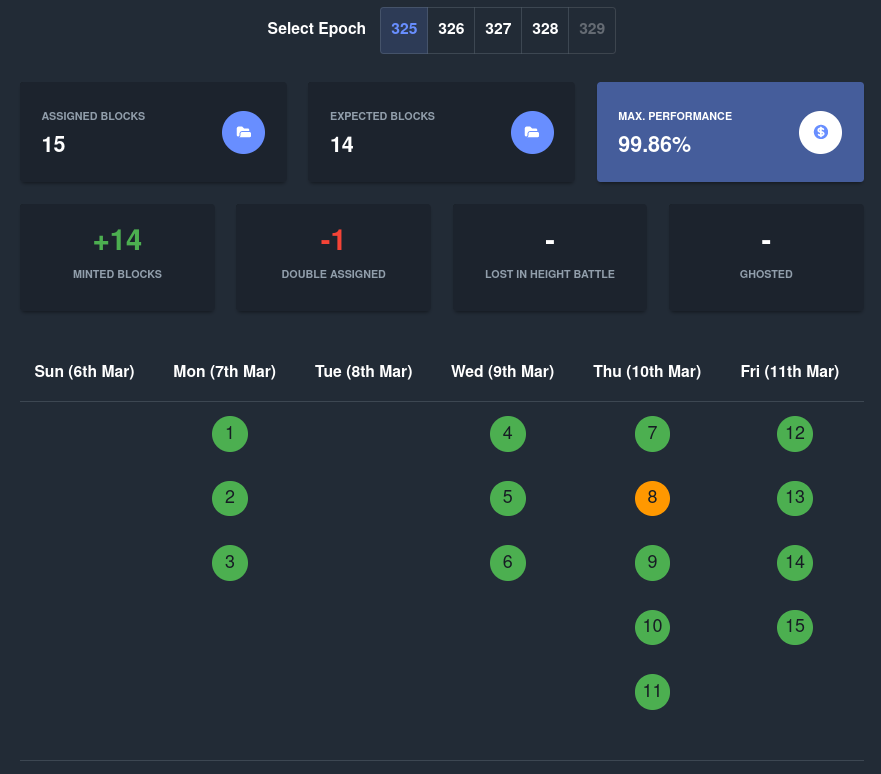 Select Epoch 325 326 327 328 329
ASSIGNED BLOCKS EXPECTED BLOCKS MAX. PERFORMANCE
15 14 99.86%
+14 -1 - -
MINTED BLOCKS DOUBLE ASSIGNED LOST IN HEIGHT BATTLE GHOSTED
Sun (6th Mar) Mon (7th Mar) Tue (8th Mar) Wed (9th Mar) Thu (10th Mar) Fri (11th Mar)
1 4 7 12
2 5 8 13
3 6 9 14
10 15
11